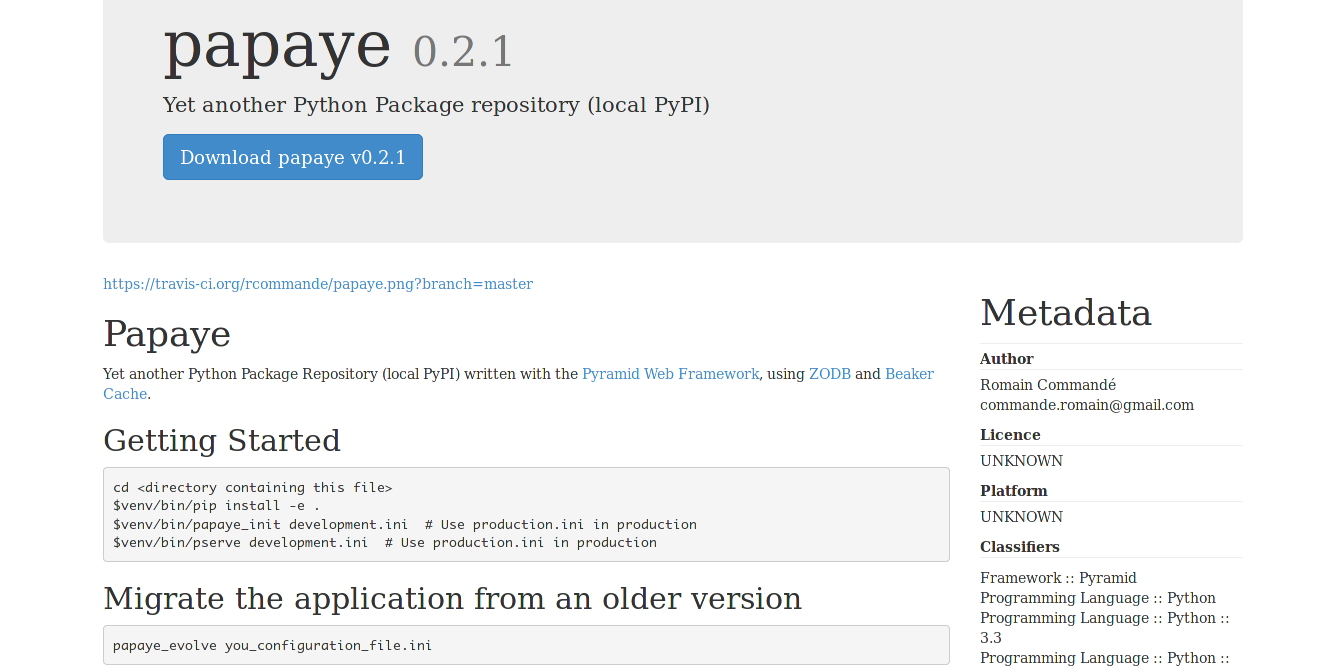 papaye 0.2.1
Yet another Python Package repository (local PyPI)
Download papaye v0.2.1
https://travis-ci.org/rcommande/papaye.png?branch=master
Papaye
Yet another Python Package Repository (local PyPI) written with the Pyramid Web Framework, using ZODB and Beaker
Cache.
Getting Started
cd <directory containing this file>
$venv/bin/pip install -e .
$venv/bin/papaye_init development.ini  # Use production.ini in production
$venv/bin/pserve development.ini  # Use production.ini in production
Migrate the application from an older version
papaye_evolve you_configuration_file.ini
Metadata
Author
Romain Commandé
commande.romain@gmail.com
Licence
UNKNOWN
Platform
UNKNOWN
Classifiers
Framework :: Pyramid
Programming Language :: Python
Programming Language :: Python ::
3.3
Programming Language :: Python ::